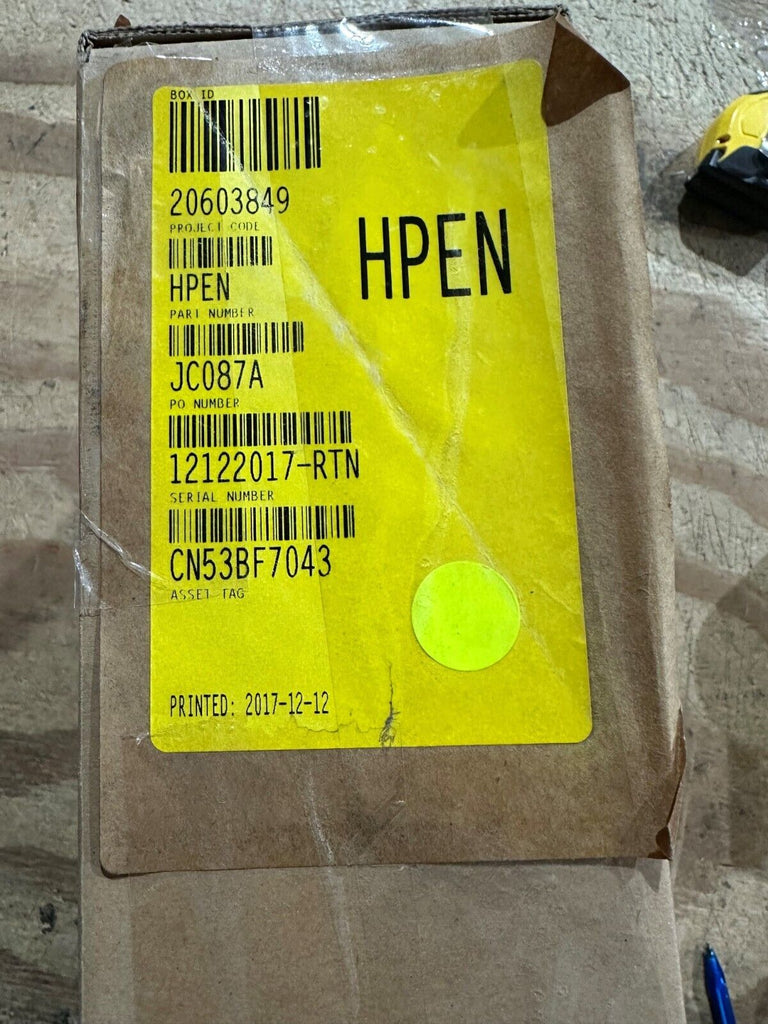 BOX ID
20603849
PROJECT CODE
HPEN
HPEN
PART NUMBER
JC087A
PO NUMBER
12122017-RTN
SERIAL NUMBER
CN53BF7043
ASSET TAG
PRINTED: 2017-12-12